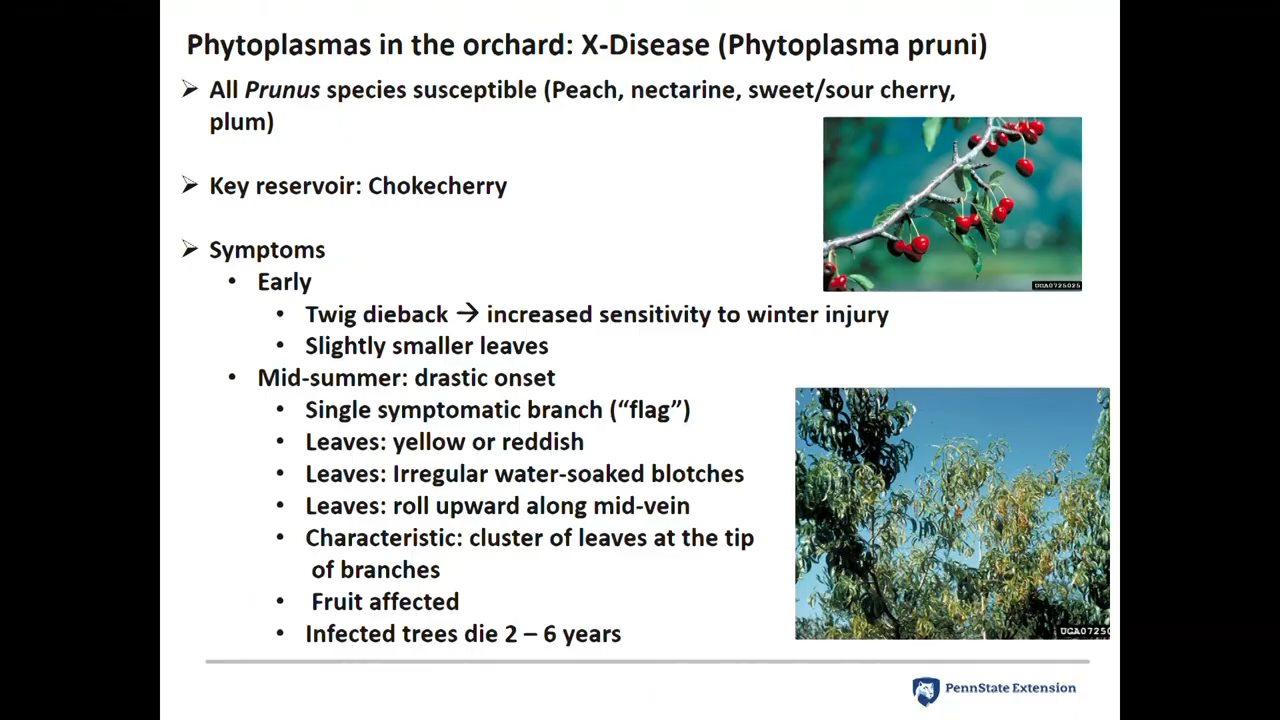 Phytoplasmas in the orchard: X-Disease (Phytoplasma pruni)
➢ All Prunus species susceptible (Peach, nectarine, sweet/sour cherry,
plum)
➢ Key reservoir: Chokecherry
➢ Symptoms
• Early
• Twig dieback → increased sensitivity to winter injury
• Slightly smaller leaves
• Mid-summer: drastic onset
• Single symptomatic branch (“flag”)
• Leaves: yellow or reddish
• Leaves: Irregular water-soaked blotches
• Leaves: roll upward along mid-vein
• Characteristic: cluster of leaves at the tip
of branches
• Fruit affected
• Infected trees die 2 – 6 years
UGA0725025
UGA07250
PennState Extension